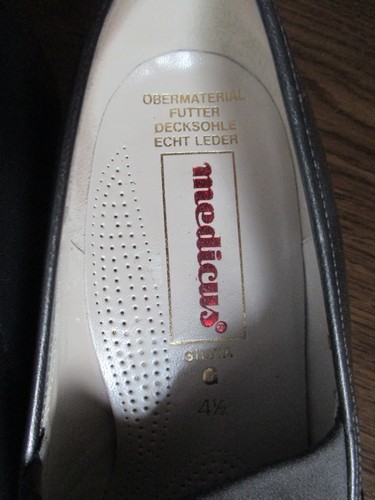 OBERMATERIAL
FUTTER
DECKSOHLE
ECHT LEDER
medicus®
G
4½